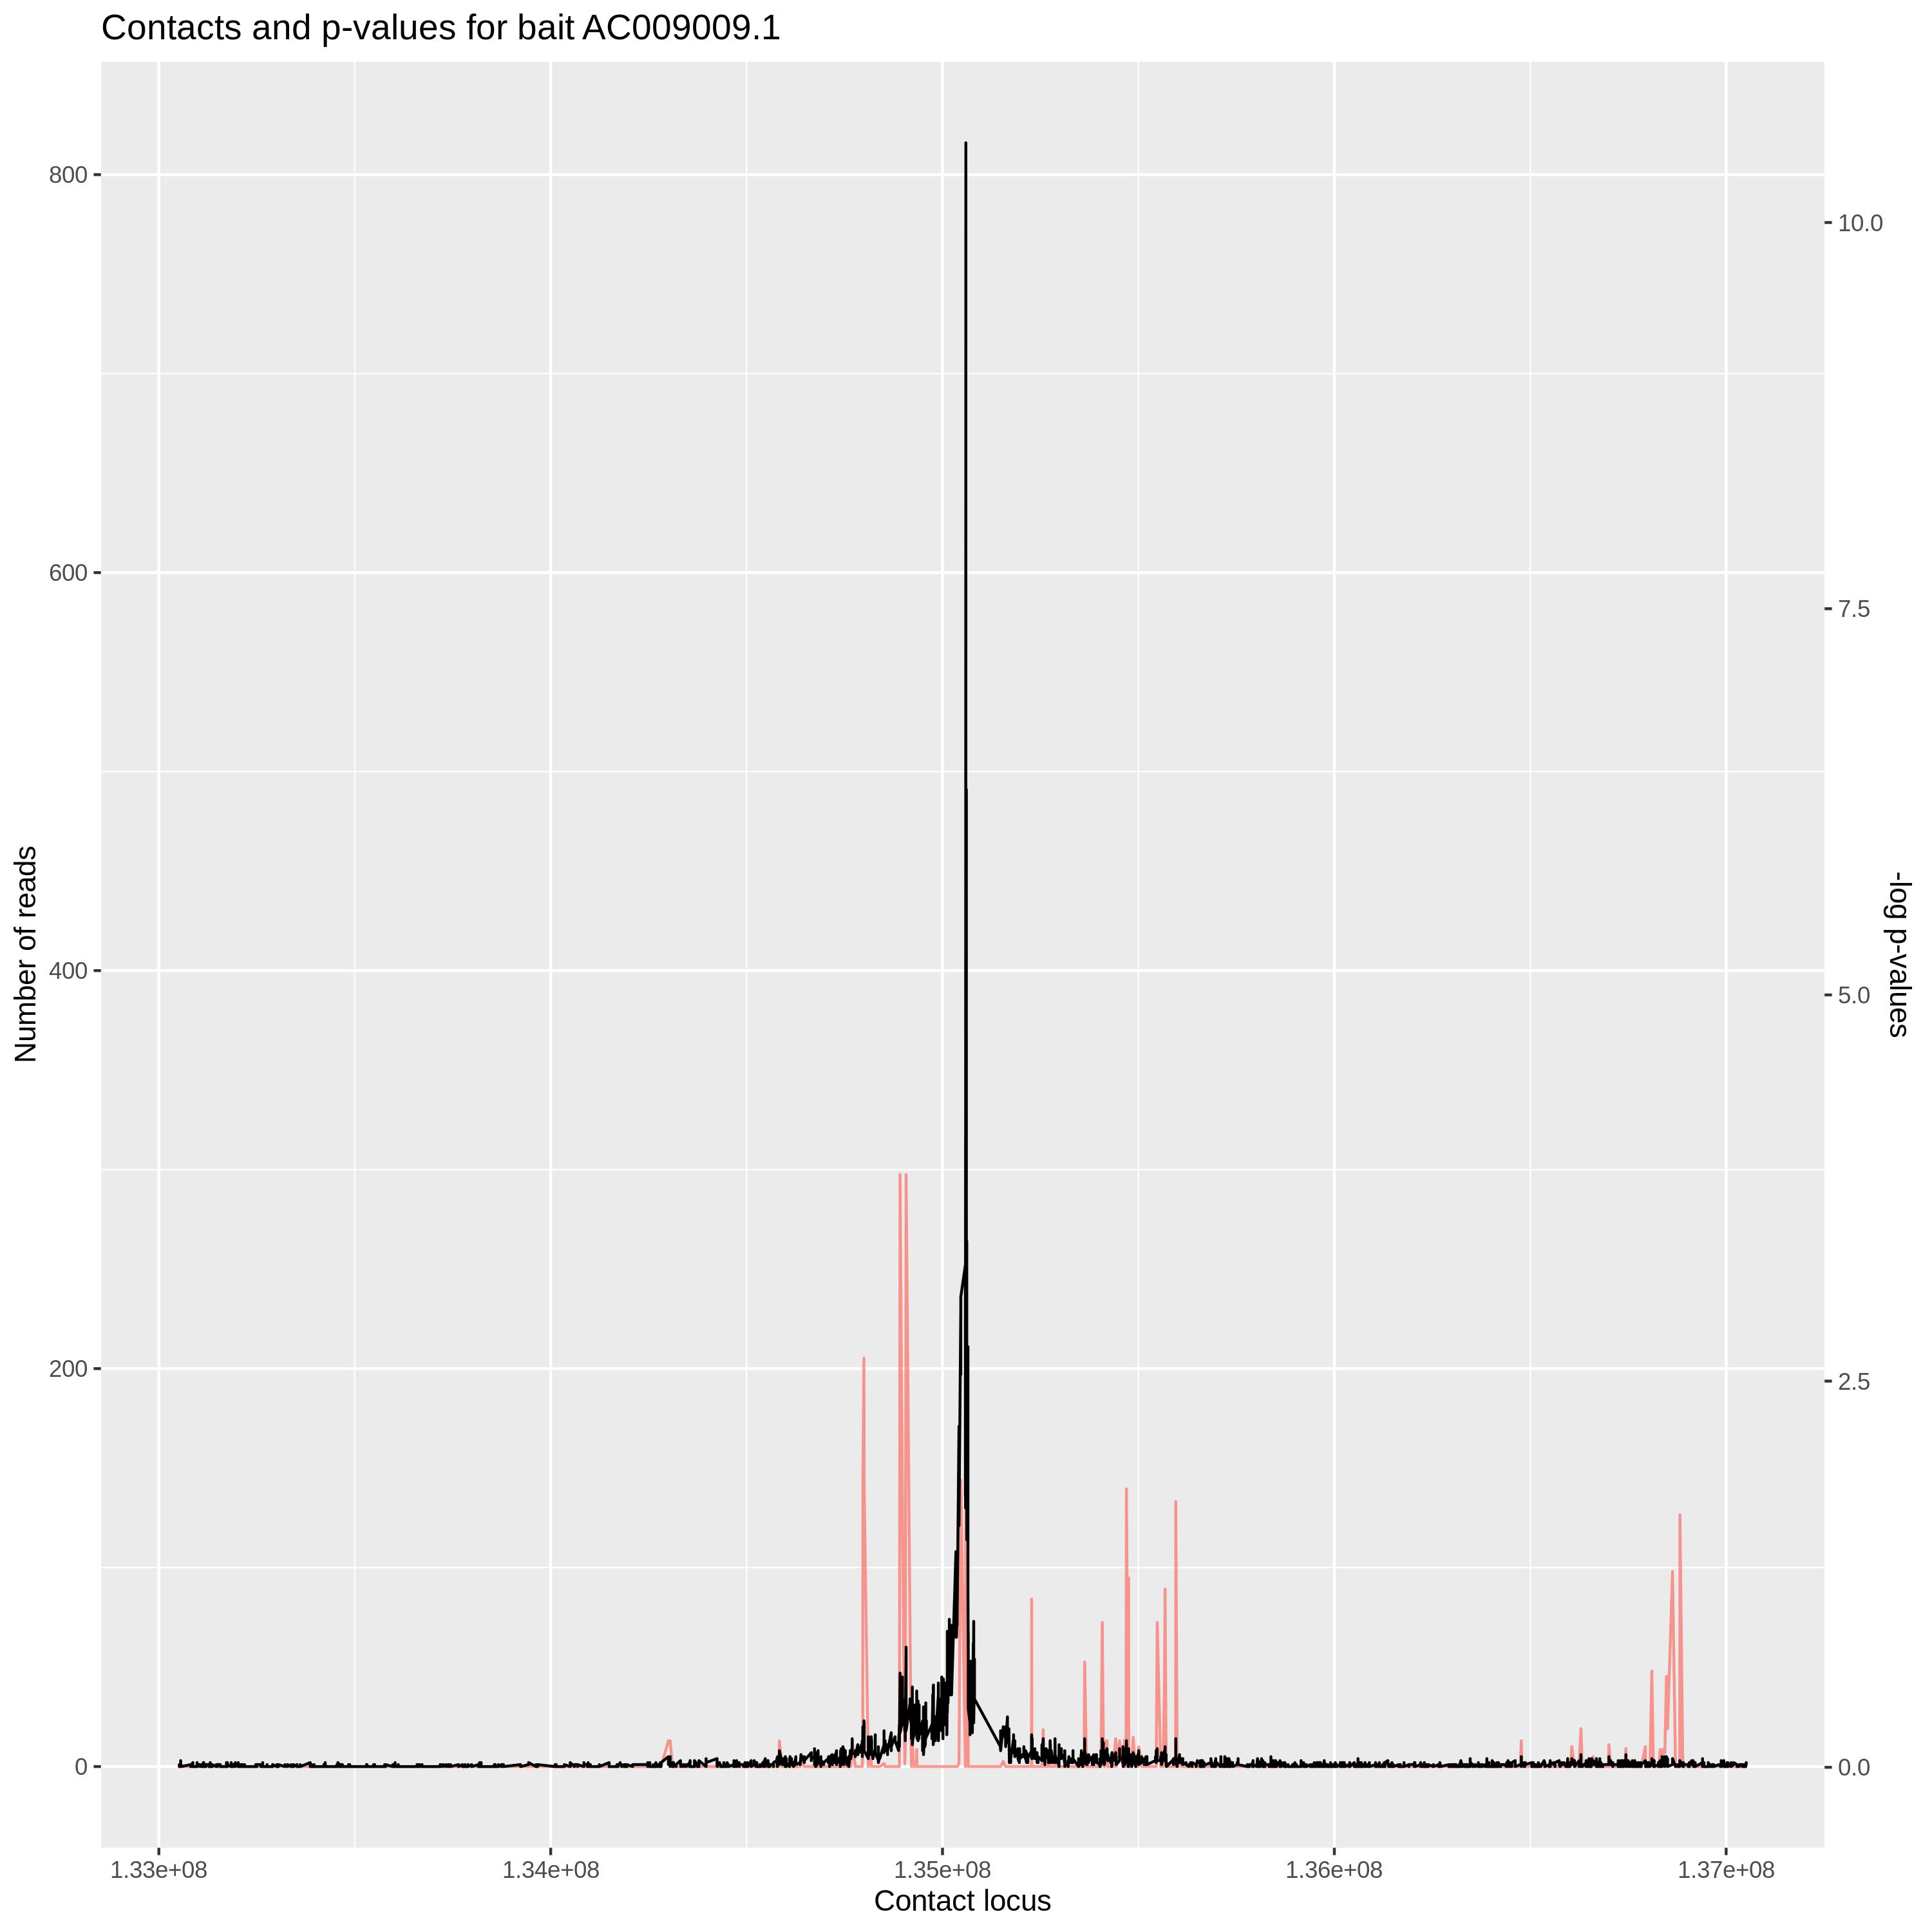 Contacts and p-values for bait AC009009.1
800
600
400
200
0
Number of reads
10.0
7.5
5.0
2.5
0.0
-log p-values
1.33e+08
1.34e+08
1.35e+08
1.36e+08
1.37e+08
Contact locus